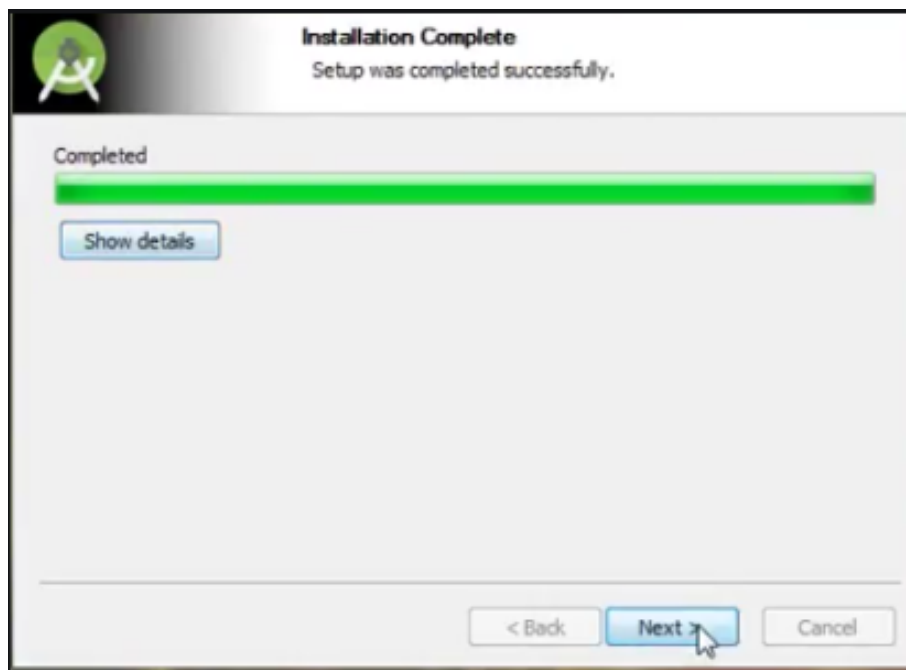 Installation Complete
Setup was completed successfully.
Completed
Show details
< Back
Next >
Cancel